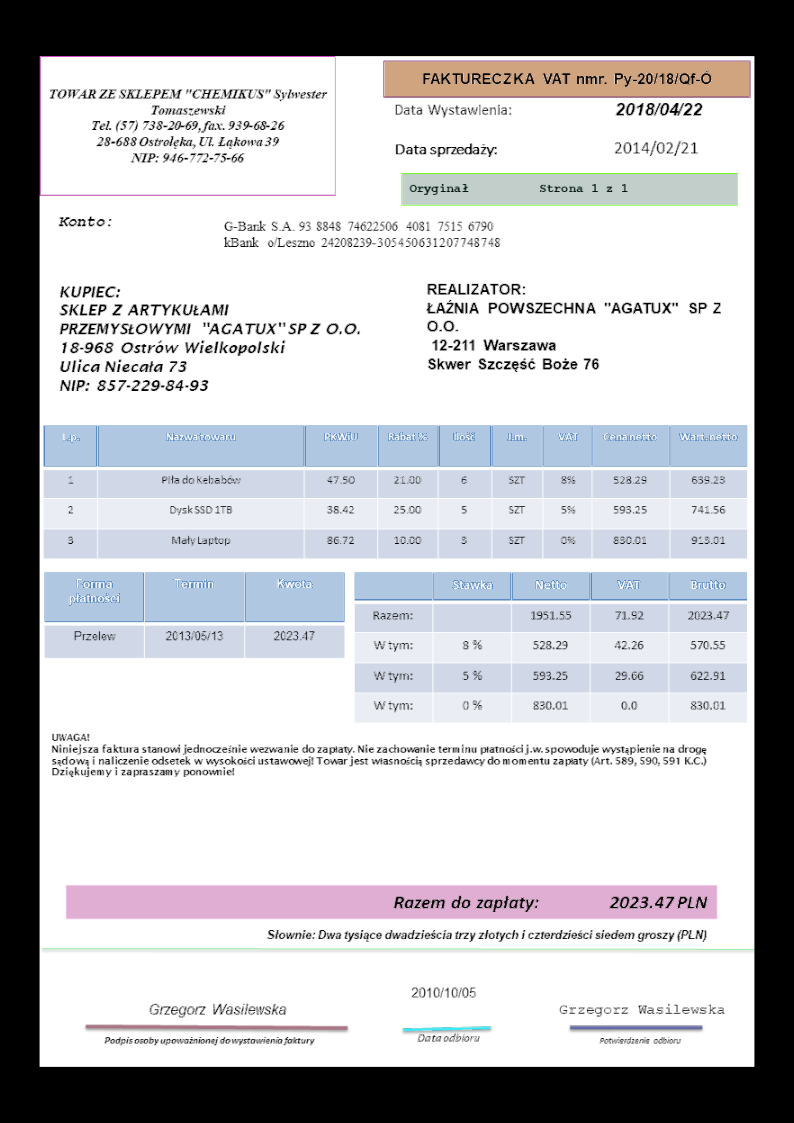 TOWAR ZE SKLEPEM "CHEMIKUS" Sylwester
Tomaszewski
Tel. (57) 738-20-69, fax. 939-68-26
28-688 Ostrołęka, Ul. Łąkowa 39
NIP: 946-772-75-66
FAKTURECZKA VAT nmr. Py-20/18/Qf-Ó
Data Wystawienia: 2018/04/22
Data sprzedaży: 2014/02/21
Oryginał Strona 1 z 1
Konto:
G-Bank S.A. 93 8848 74622506 4081 7515 6790
kBank o/Leszno 24208239-305450631207748748
KUPIEC:
SKLEP Z ARTYKUŁAMI
PRZEMYSŁOWYMI "AGATUX" SP Z O.O.
18-968 Ostrów Wielkopolski
Ulica Niecała 73
NIP: 857-229-84-93
REALIZATOR:
ŁAŹNIA POWSZECHNA "AGATUX" SP Z
O.O.
12-211 Warszawa
Skwer Szczęść Boże 76
L.p. Nazwa towaru PKWiU Rabat % Ilość J.m. VAT Cena netto Wart. netto
1 Piła do Kebabów 47.50 21.00 6 SZT 8% 528.29 639.23
2 Dysk SSD 1TB 38.42 25.00 5 SZT 5% 593.25 741.56
3 Mały Laptop 86.72 10.00 3 SZT 0% 830.01 913.01
Forma płatności Termin Kwota
Przelew 2013/05/13 2023.47
Stawka Netto VAT Brutto
Razem: 1951.55 71.92 2023.47
W tym: 8 % 528.29 42.26 570.55
W tym: 5 % 593.25 29.66 622.91
W tym: 0 % 830.01 0.0 830.01
UWAGA!
Niniejsza faktura stanowi jednocześnie wezwanie do zapłaty. Nie zachowanie terminu płatności j.w. spowoduje wystąpienie na drogę
sądową i naliczenie odsetek w wysokości ustawowej! Towar jest własnością sprzedawcy do momentu zapłaty (Art. 589, 590, 591 K.C.)
Dziękujemy i zapraszamy ponownie!
Razem do zapłaty: 2023.47 PLN
Słownie: Dwa tysiące dwadzieścia trzy złotych i czterdzieści siedem groszy (PLN)
Grzegorz Wasilewska
Podpis osoby upoważnionej do wystawienia faktury
2010/10/05
Data odbioru
Grzegorz Wasilewska
Potwierdzenie odbioru